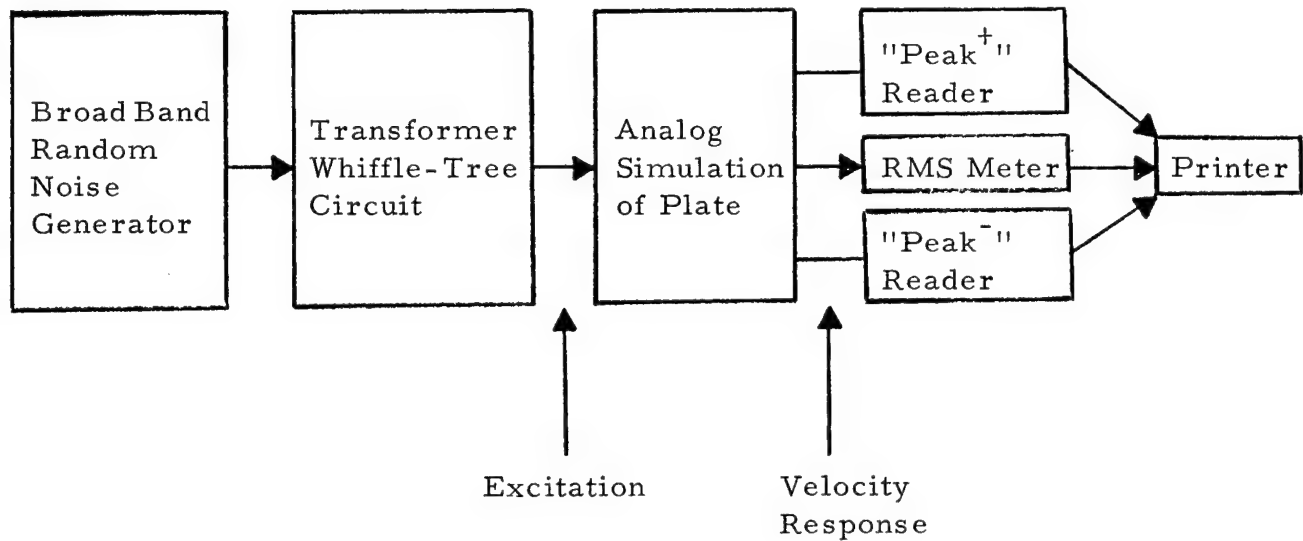 Broad Band
Random
Noise
Generator
Transformer
Whiffle-Tree
Circuit
Analog
Simulation
of Plate
"Peak⁺"
Reader
RMS Meter
"Peak⁻"
Reader
Printer
Excitation
Velocity
Response